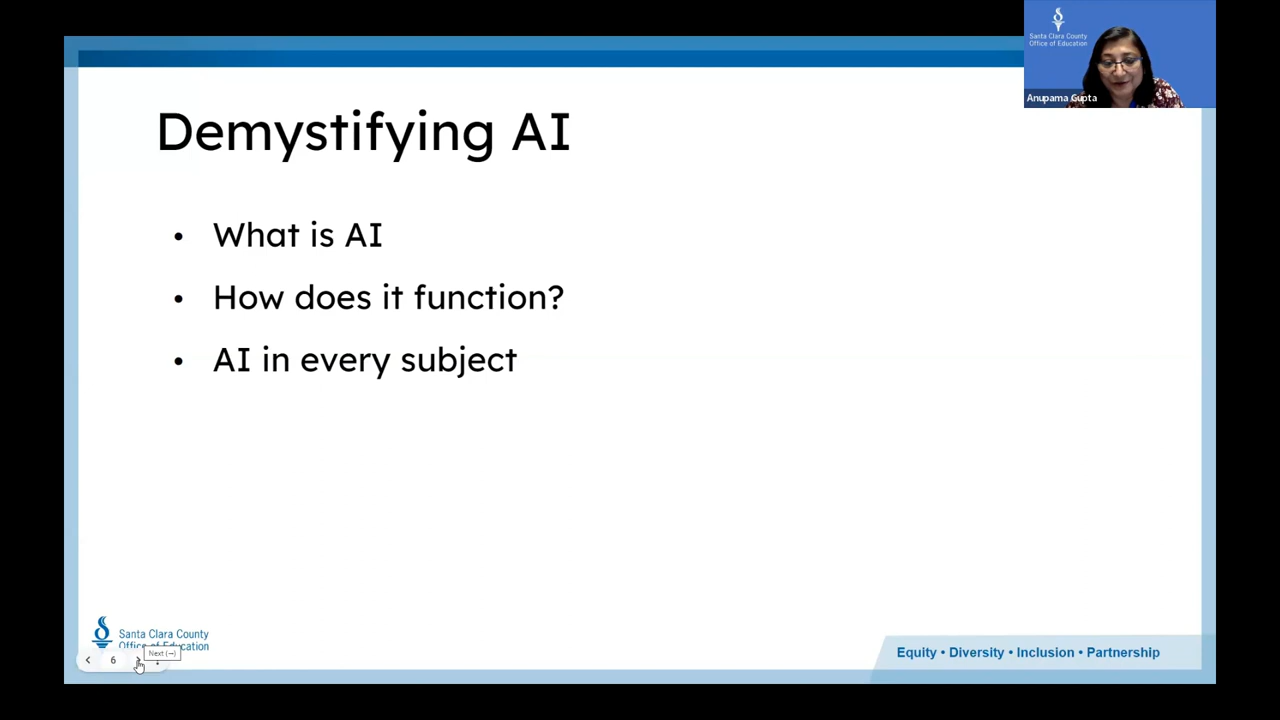 Santa Clara County
Office of Education
Anupama Gupta
Demystifying AI
• What is AI
• How does it function?
• AI in every subject
Santa Clara County
Office of Education
6
Next (→)
Equity • Diversity • Inclusion • Partnership